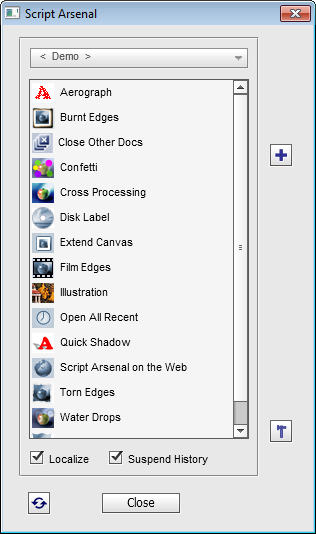 Script Arsenal
< Demo >
Aerograph
Burnt Edges
Close Other Docs
Confetti
Cross Processing
Disk Label
Extend Canvas
Film Edges
Illustration
Open All Recent
Quick Shadow
Script Arsenal on the Web
Torn Edges
Water Drops
Localize Suspend History
Close